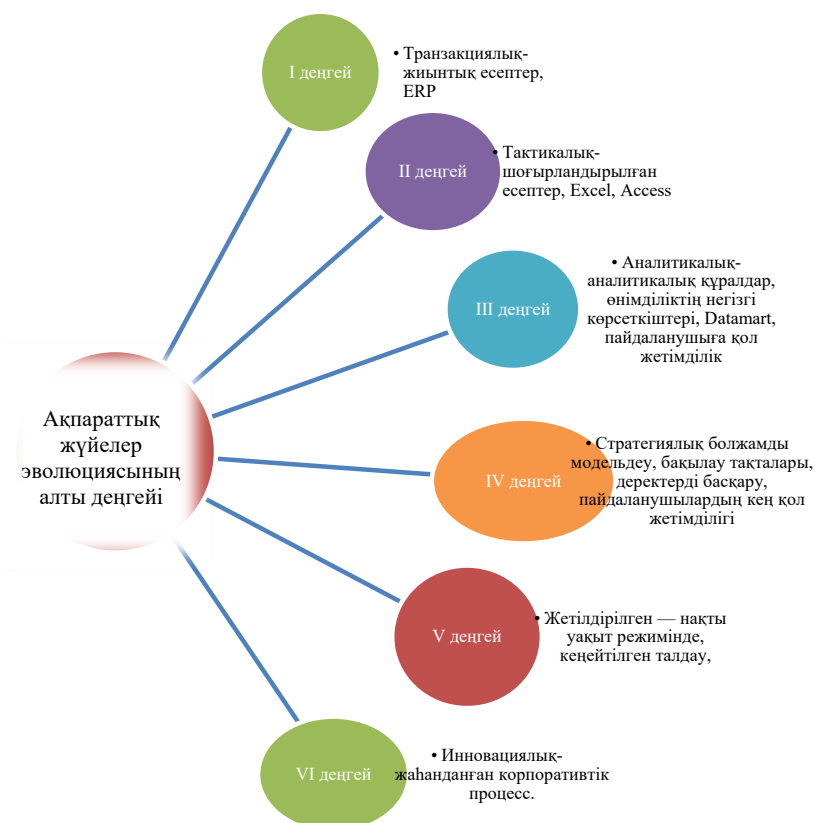 Ақпараттық
жүйелер
эволюциясының
алты деңгейі
I деңгей
• Транзакциялық-
жиынтық есептер,
ERP
II деңгей
• Тактикалық-
шоғырландырылған
есептер, Excel, Access
III деңгей
• Аналитикалық-
аналитикалық құралдар,
өнімділіктің негізгі
көрсеткіштері, Datamart,
пайдаланушыға қол
жетімділік
IV деңгей
• Стратегиялық болжамды
модельдеу, бақылау тақталары,
деректерді басқару,
пайдаланушылардың кең қол
жетімділігі
V деңгей
• Жетілдірілген — нақты
уақыт режимінде,
кеңейтілген талдау,
VI деңгей
• Инновациялық-
жаһанданған корпоративтік
процесс.